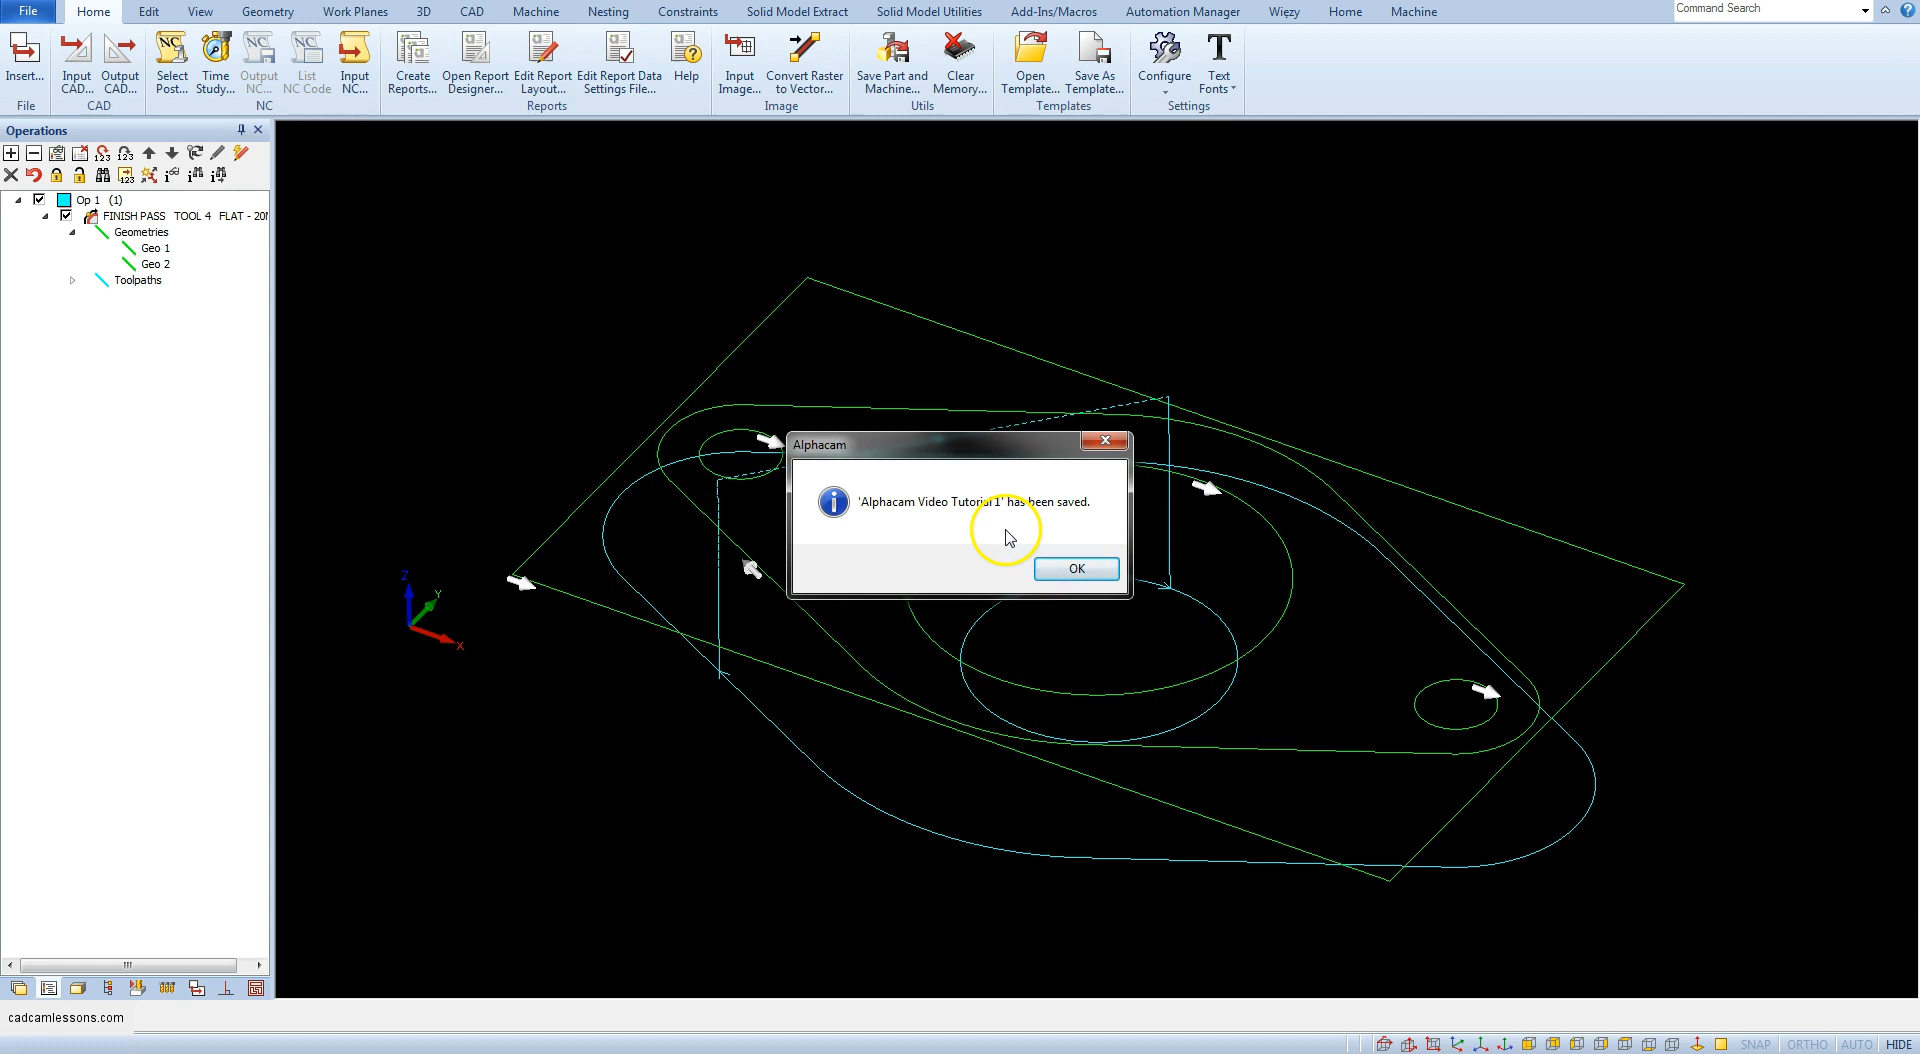 File Home Edit View Geometry Work Planes 3D CAD Machine Nesting Constraints Solid Model Extract Solid Model Utilities Add-Ins/Macros Automation Manager Więzy Home Machine Command Search
Insert... Input CAD... Output CAD... Select Post... Time Study... Output NC... List NC Code Input NC... Create Reports... Open Report Designer... Edit Report Layout... Edit Report Data Settings File... Help Input Image... Convert Raster to Vector... Save Part and Machine... Clear Memory... Open Template... Save As Template... Configure Text Fonts
File CAD NC Reports Image Utils Templates Settings
Operations
Op 1 (1)
FINISH PASS TOOL 4 FLAT - 20
Geometries
Geo 1
Geo 2
Toolpaths
Alphacam
'Alphacam Video Tutorial 1' has been saved.
OK
Z
Y
X
cadcamlessons.com
SNAP ORTHO AUTO HIDE